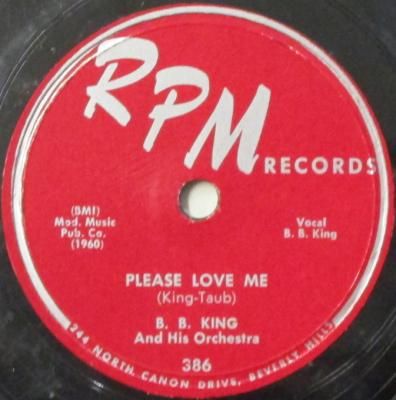 RPM
RECORDS
(BMI)
Mod. Music
Pub. Co.
(1960)
Vocal
B. B. King
PLEASE LOVE ME
(King-Taub)
B. B. KING
And His Orchestra
386
244 NORTH CANON DRIVE, BEVERLY HILLS